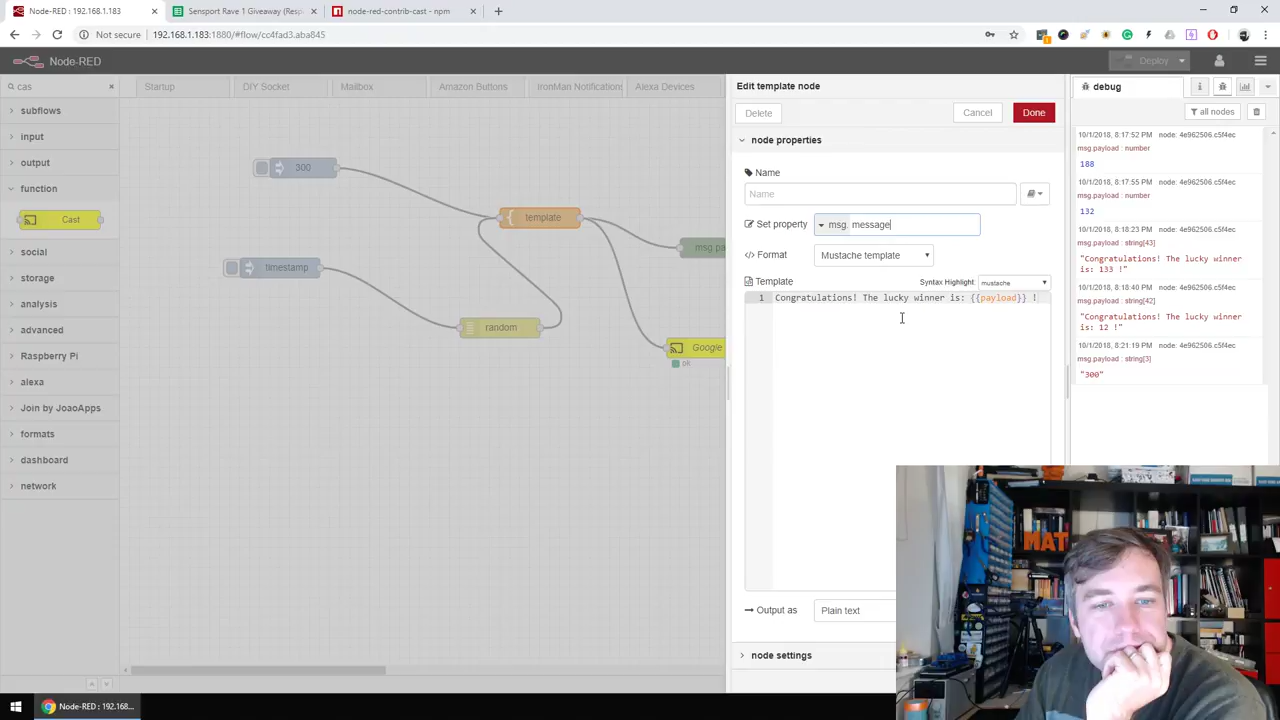 Node-RED : 192.168.1.183
Sensport Rave 1 Giveaway (Resp
node-red-contrib-cast - npm
Not secure
192.168.1.183:1880/#flow/cc4fad3.aba845
Node-RED
Deploy
cas
Startup
DIY Socket
Mailbox
Amazon Buttons
IronMan Notifications
Alexa Devices
subflows
input
output
function
Cast
social
storage
analysis
advanced
Raspberry Pi
alexa
Join by JoaoApps
formats
dashboard
network
300
timestamp
template
random
msg.pa
Google
ok
Edit template node
Delete
Cancel
Done
node properties
Name
Name
Set property
msg. message
</> Format
Mustache template
Template
Syntax Highlight:
mustache
1 Congratulations! The lucky winner is: {{payload}} !
Output as
Plain text
node settings
debug
all nodes
10/1/2018, 8:17:52 PM node: 4e962506.c5f4ec
msg.payload : number
188
10/1/2018, 8:17:55 PM node: 4e962506.c5f4ec
msg.payload : number
132
10/1/2018, 8:18:23 PM node: 4e962506.c5f4ec
msg.payload : string[43]
"Congratulations! The lucky winner
is: 133 !"
10/1/2018, 8:18:40 PM node: 4e962506.c5f4ec
msg.payload : string[42]
"Congratulations! The lucky winner
is: 12 !"
10/1/2018, 8:21:19 PM node: 4e962506.c5f4ec
msg.payload : string[3]
"300"
MAT
Node-RED : 192.168...